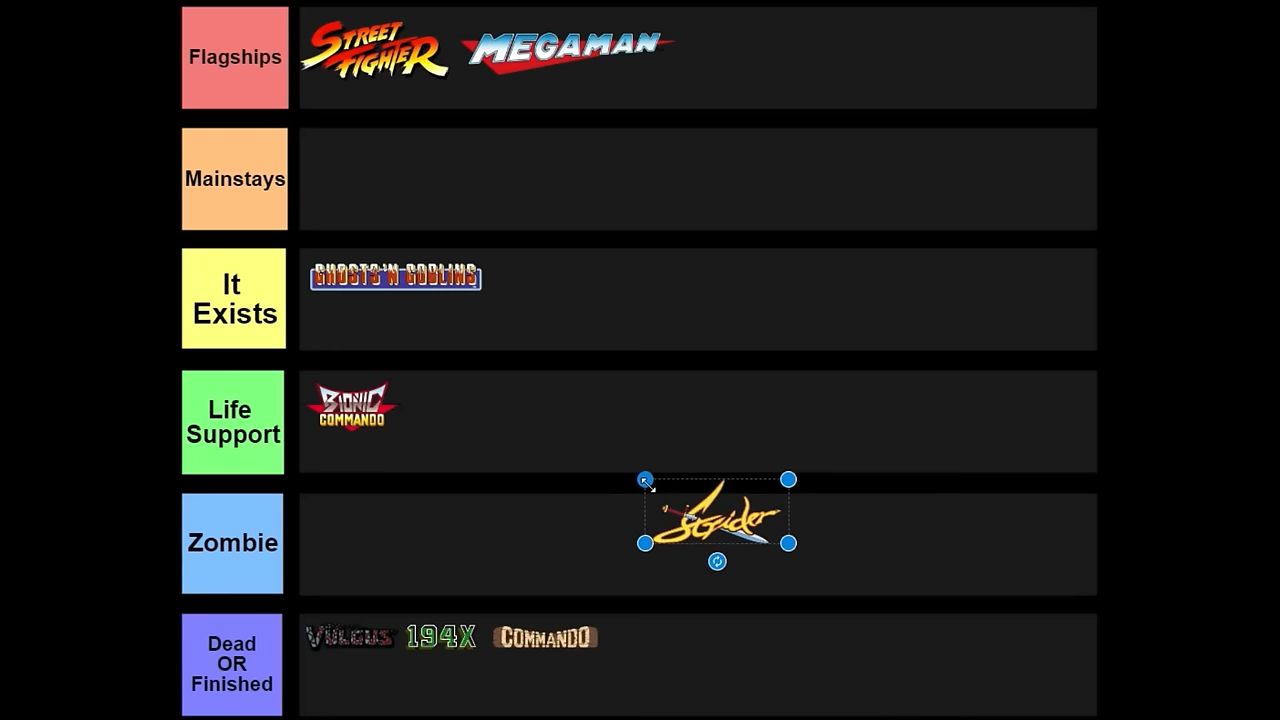 Flagships
STREET
FIGHTER
MEGAMAN
Mainstays
It
Exists
GHOSTS'N GOBLINS
Life
Support
BIONIC
COMMANDO
Zombie
Strider
Dead
OR
Finished
VULGUS
194X
COMMANDO